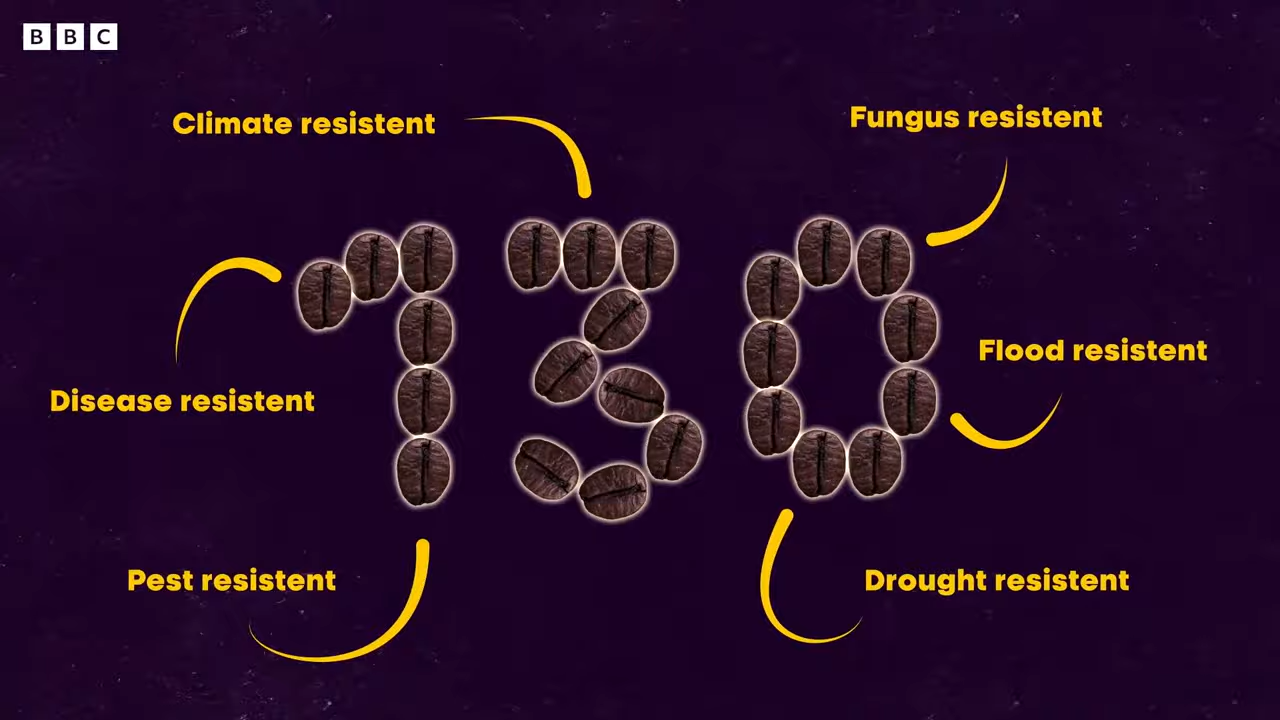 BBC
Climate resistent
Fungus resistent
130
Flood resistent
Disease resistent
Pest resistent
Drought resistent